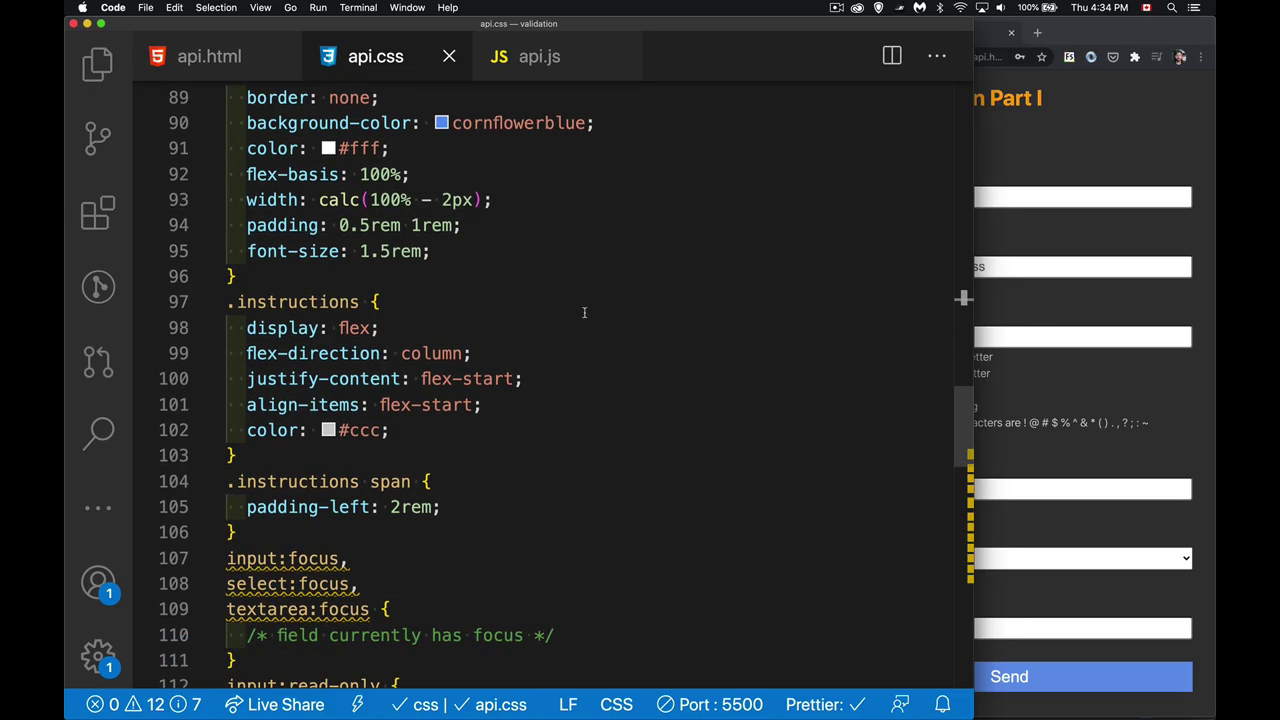 Code File Edit Selection View Go Run Terminal Window Help 100% Thu 4:34 PM
api.css — validation
api.html api.css JS api.js
api.h...
n Part I
89 border: none;
90 background-color: cornflowerblue;
91 color: #fff;
92 flex-basis: 100%;
93 width: calc(100% - 2px);
94 padding: 0.5rem 1rem;
95 font-size: 1.5rem;
96 }
97 .instructions {
98 display: flex;
99 flex-direction: column;
100 justify-content: flex-start;
101 align-items: flex-start;
102 color: #ccc;
103 }
104 .instructions span {
105 padding-left: 2rem;
106 }
107 input:focus,
108 select:focus,
109 textarea:focus {
110 /* field currently has focus */
111 }
112 input:read-only {
ss
etter
tter
g
acters are ! @ # $ % ^ & * ( ) . , ? ; : ~
Send
1
1
0 12 7 Live Share css | api.css LF CSS Port : 5500 Prettier: